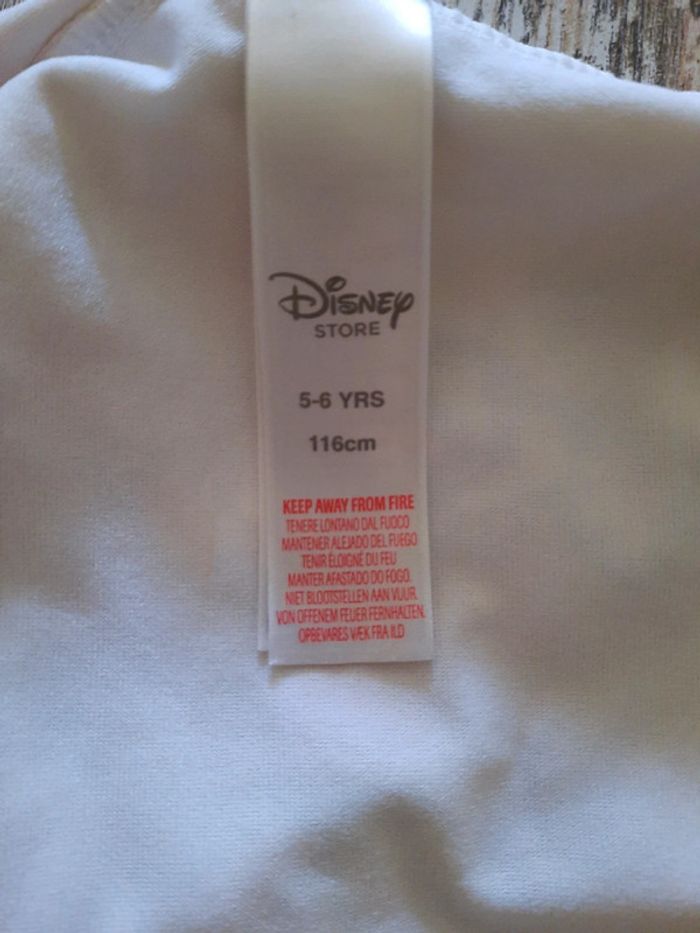 Disney
STORE
5-6 YRS
116cm
KEEP AWAY FROM FIRE
TENERE LONTANO DAL FUOCO
MANTENER ALEJADO DEL FUEGO
TENIR ÉLOIGNÉ DU FEU
MANTER AFASTADO DO FOGO.
NIET BLOOTSTELLEN AAN VUUR.
VON OFFENEM FEUER FERNHALTEN.
OPBEVARES VÆK FRA ILD